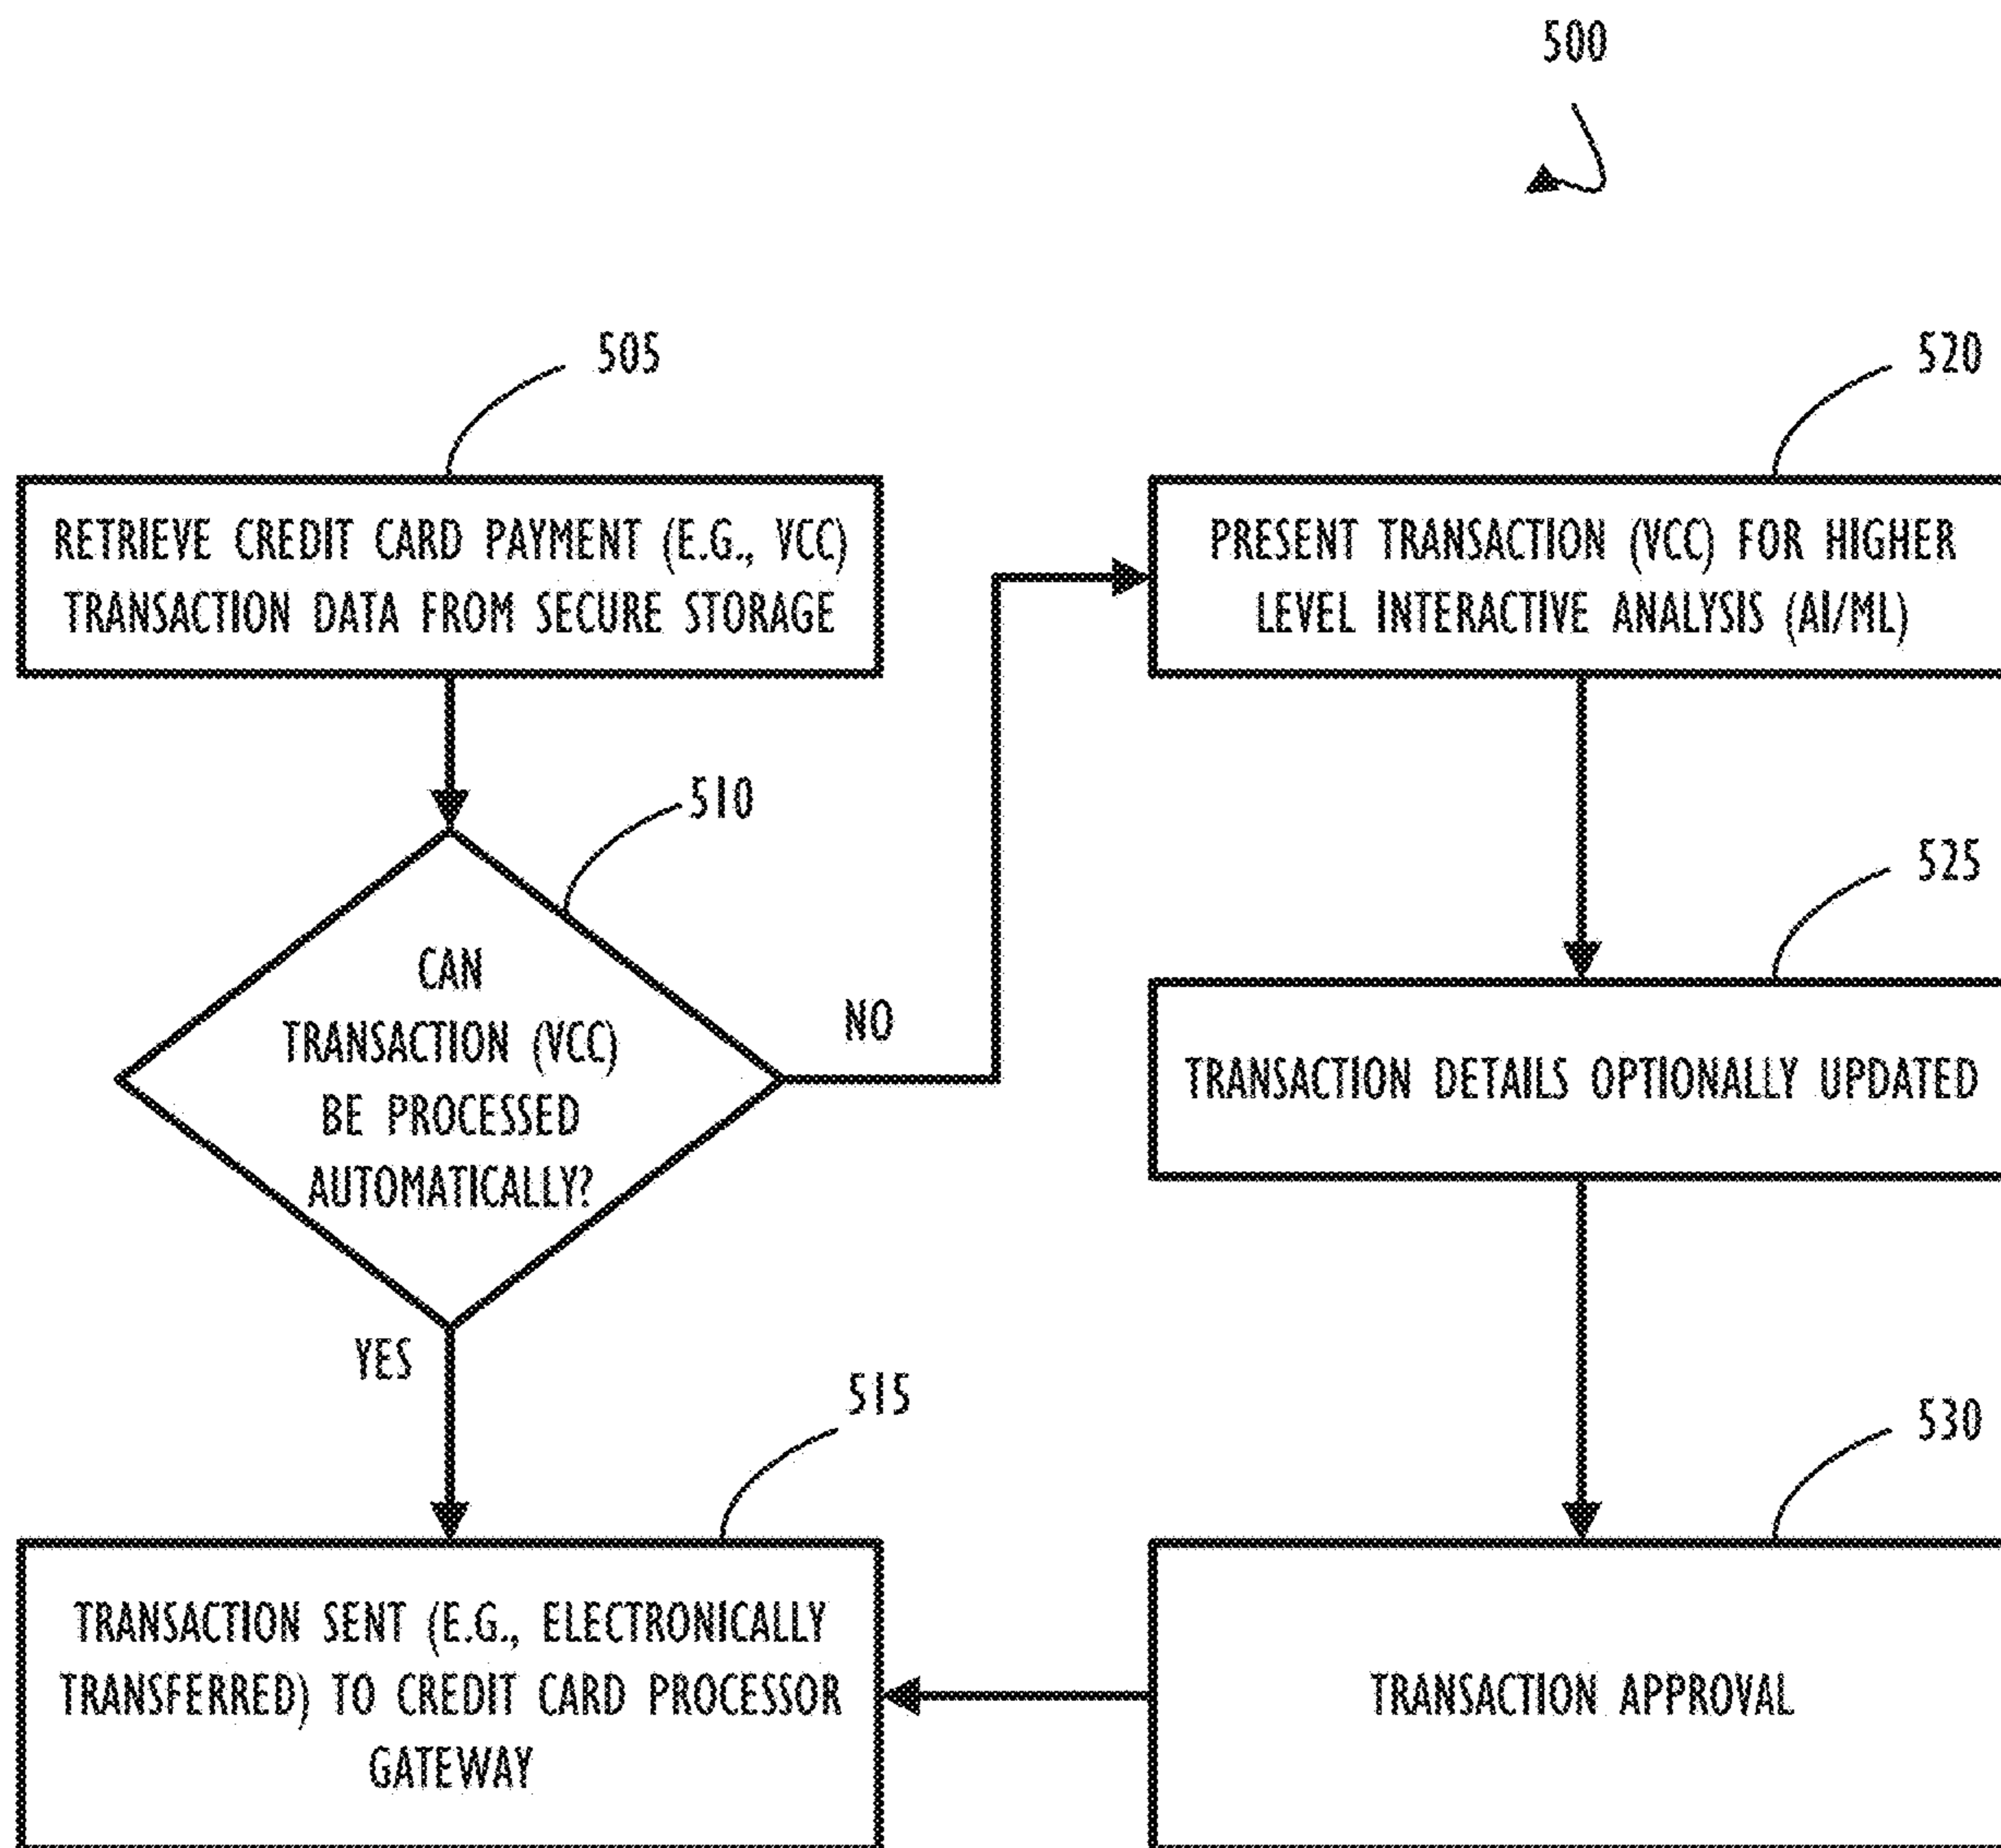 500
505
RETRIEVE CREDIT CARD PAYMENT (E.G., VCC)
TRANSACTION DATA FROM SECURE STORAGE
510
CAN
TRANSACTION (VCC)
BE PROCESSED
AUTOMATICALLY?
NO
YES
515
TRANSACTION SENT (E.G., ELECTRONICALLY
TRANSFERRED) TO CREDIT CARD PROCESSOR
GATEWAY
520
PRESENT TRANSACTION (VCC) FOR HIGHER
LEVEL INTERACTIVE ANALYSIS (AI/ML)
525
TRANSACTION DETAILS OPTIONALLY UPDATED
530
TRANSACTION APPROVAL